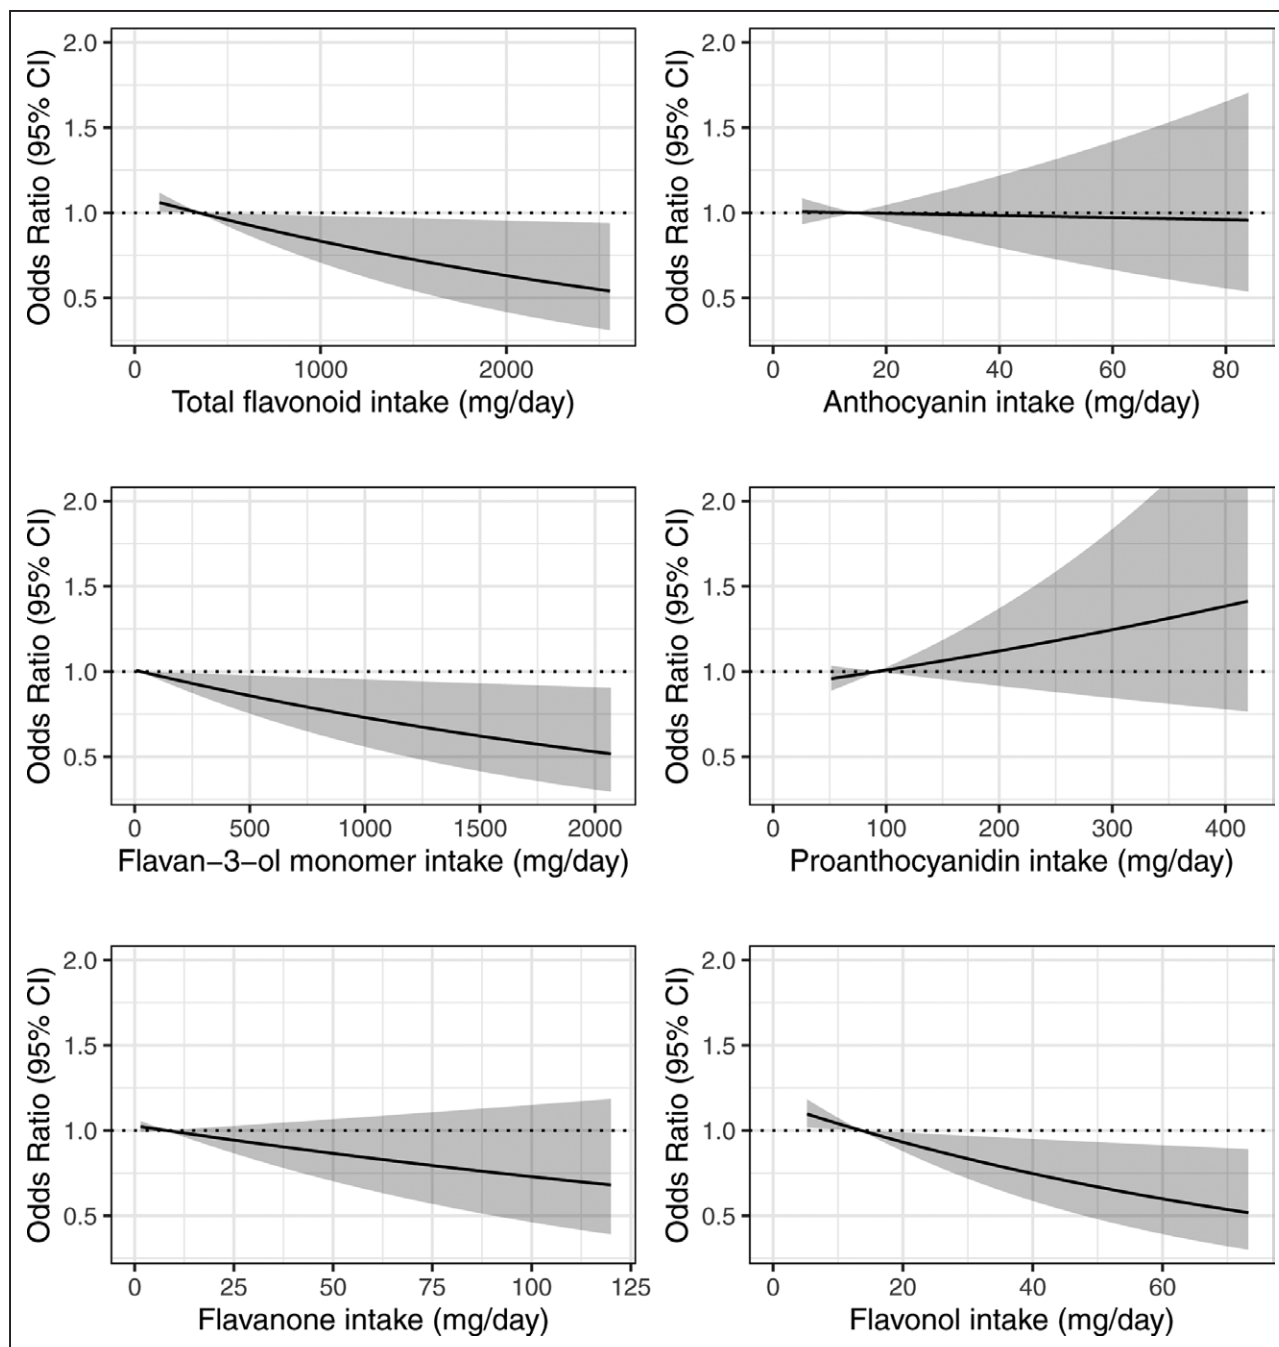 Odds Ratio (95% CI)
2.0
1.5
1.0
0.5
0 1000 2000
Total flavonoid intake (mg/day)
Odds Ratio (95% CI)
2.0
1.5
1.0
0.5
0 20 40 60 80
Anthocyanin intake (mg/day)
Odds Ratio (95% CI)
2.0
1.5
1.0
0.5
0 500 1000 1500 2000
Flavan−3−ol monomer intake (mg/day)
Odds Ratio (95% CI)
2.0
1.5
1.0
0.5
0 100 200 300 400
Proanthocyanidin intake (mg/day)
Odds Ratio (95% CI)
2.0
1.5
1.0
0.5
0 25 50 75 100 125
Flavanone intake (mg/day)
Odds Ratio (95% CI)
2.0
1.5
1.0
0.5
0 20 40 60
Flavonol intake (mg/day)